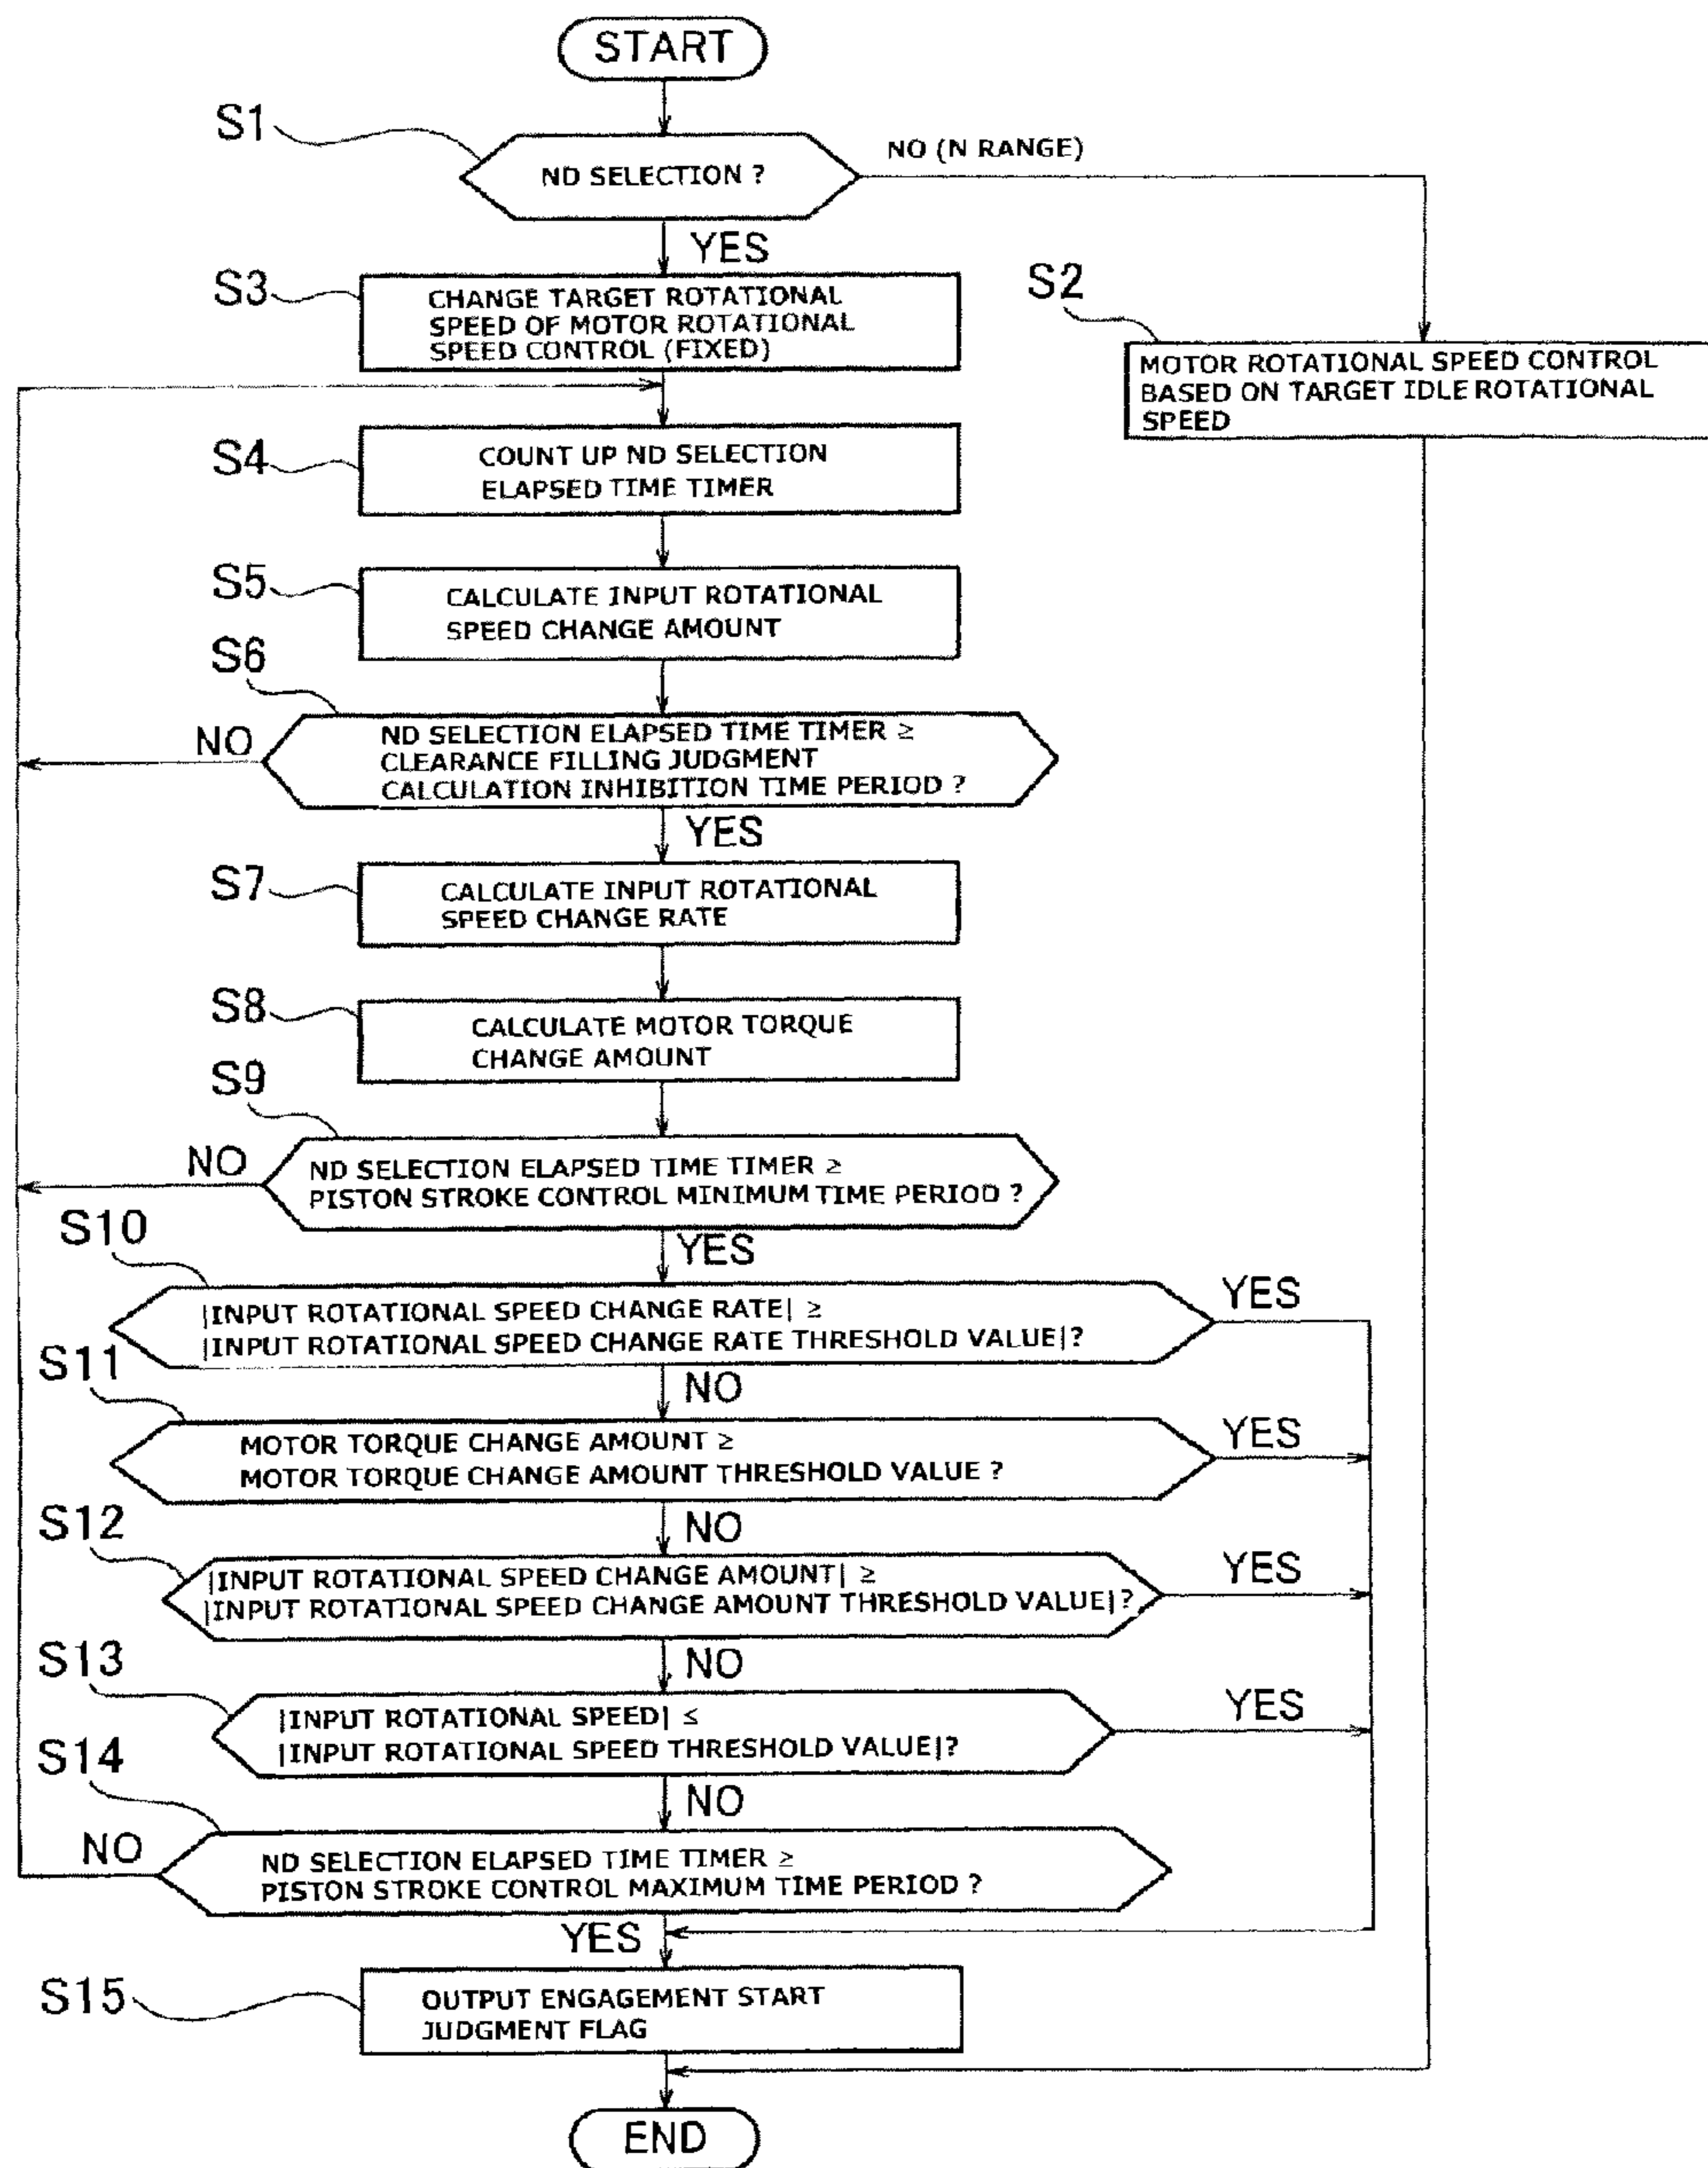 START
S1
ND SELECTION ?
NO (N RANGE)
YES
S3
CHANGE TARGET ROTATIONAL
SPEED OF MOTOR ROTATIONAL
SPEED CONTROL (FIXED)
S2
MOTOR ROTATIONAL SPEED CONTROL
BASED ON TARGET IDLE ROTATIONAL
SPEED
S4
COUNT UP ND SELECTION
ELAPSED TIME TIMER
S5
CALCULATE INPUT ROTATIONAL
SPEED CHANGE AMOUNT
S6
NO
ND SELECTION ELAPSED TIME TIMER ≥
CLEARANCE FILLING JUDGMENT
CALCULATION INHIBITION TIME PERIOD ?
YES
S7
CALCULATE INPUT ROTATIONAL
SPEED CHANGE RATE
S8
CALCULATE MOTOR TORQUE
CHANGE AMOUNT
S9
NO
ND SELECTION ELAPSED TIME TIMER ≥
PISTON STROKE CONTROL MINIMUM TIME PERIOD ?
YES
S10
|INPUT ROTATIONAL SPEED CHANGE RATE| ≥
|INPUT ROTATIONAL SPEED CHANGE RATE THRESHOLD VALUE|?
YES
NO
S11
MOTOR TORQUE CHANGE AMOUNT ≥
MOTOR TORQUE CHANGE AMOUNT THRESHOLD VALUE ?
YES
NO
S12
|INPUT ROTATIONAL SPEED CHANGE AMOUNT| ≥
|INPUT ROTATIONAL SPEED CHANGE AMOUNT THRESHOLD VALUE|?
YES
NO
S13
|INPUT ROTATIONAL SPEED| ≤
|INPUT ROTATIONAL SPEED THRESHOLD VALUE|?
YES
NO
S14
NO
ND SELECTION ELAPSED TIME TIMER ≥
PISTON STROKE CONTROL MAXIMUM TIME PERIOD ?
YES
S15
OUTPUT ENGAGEMENT START
JUDGMENT FLAG
END